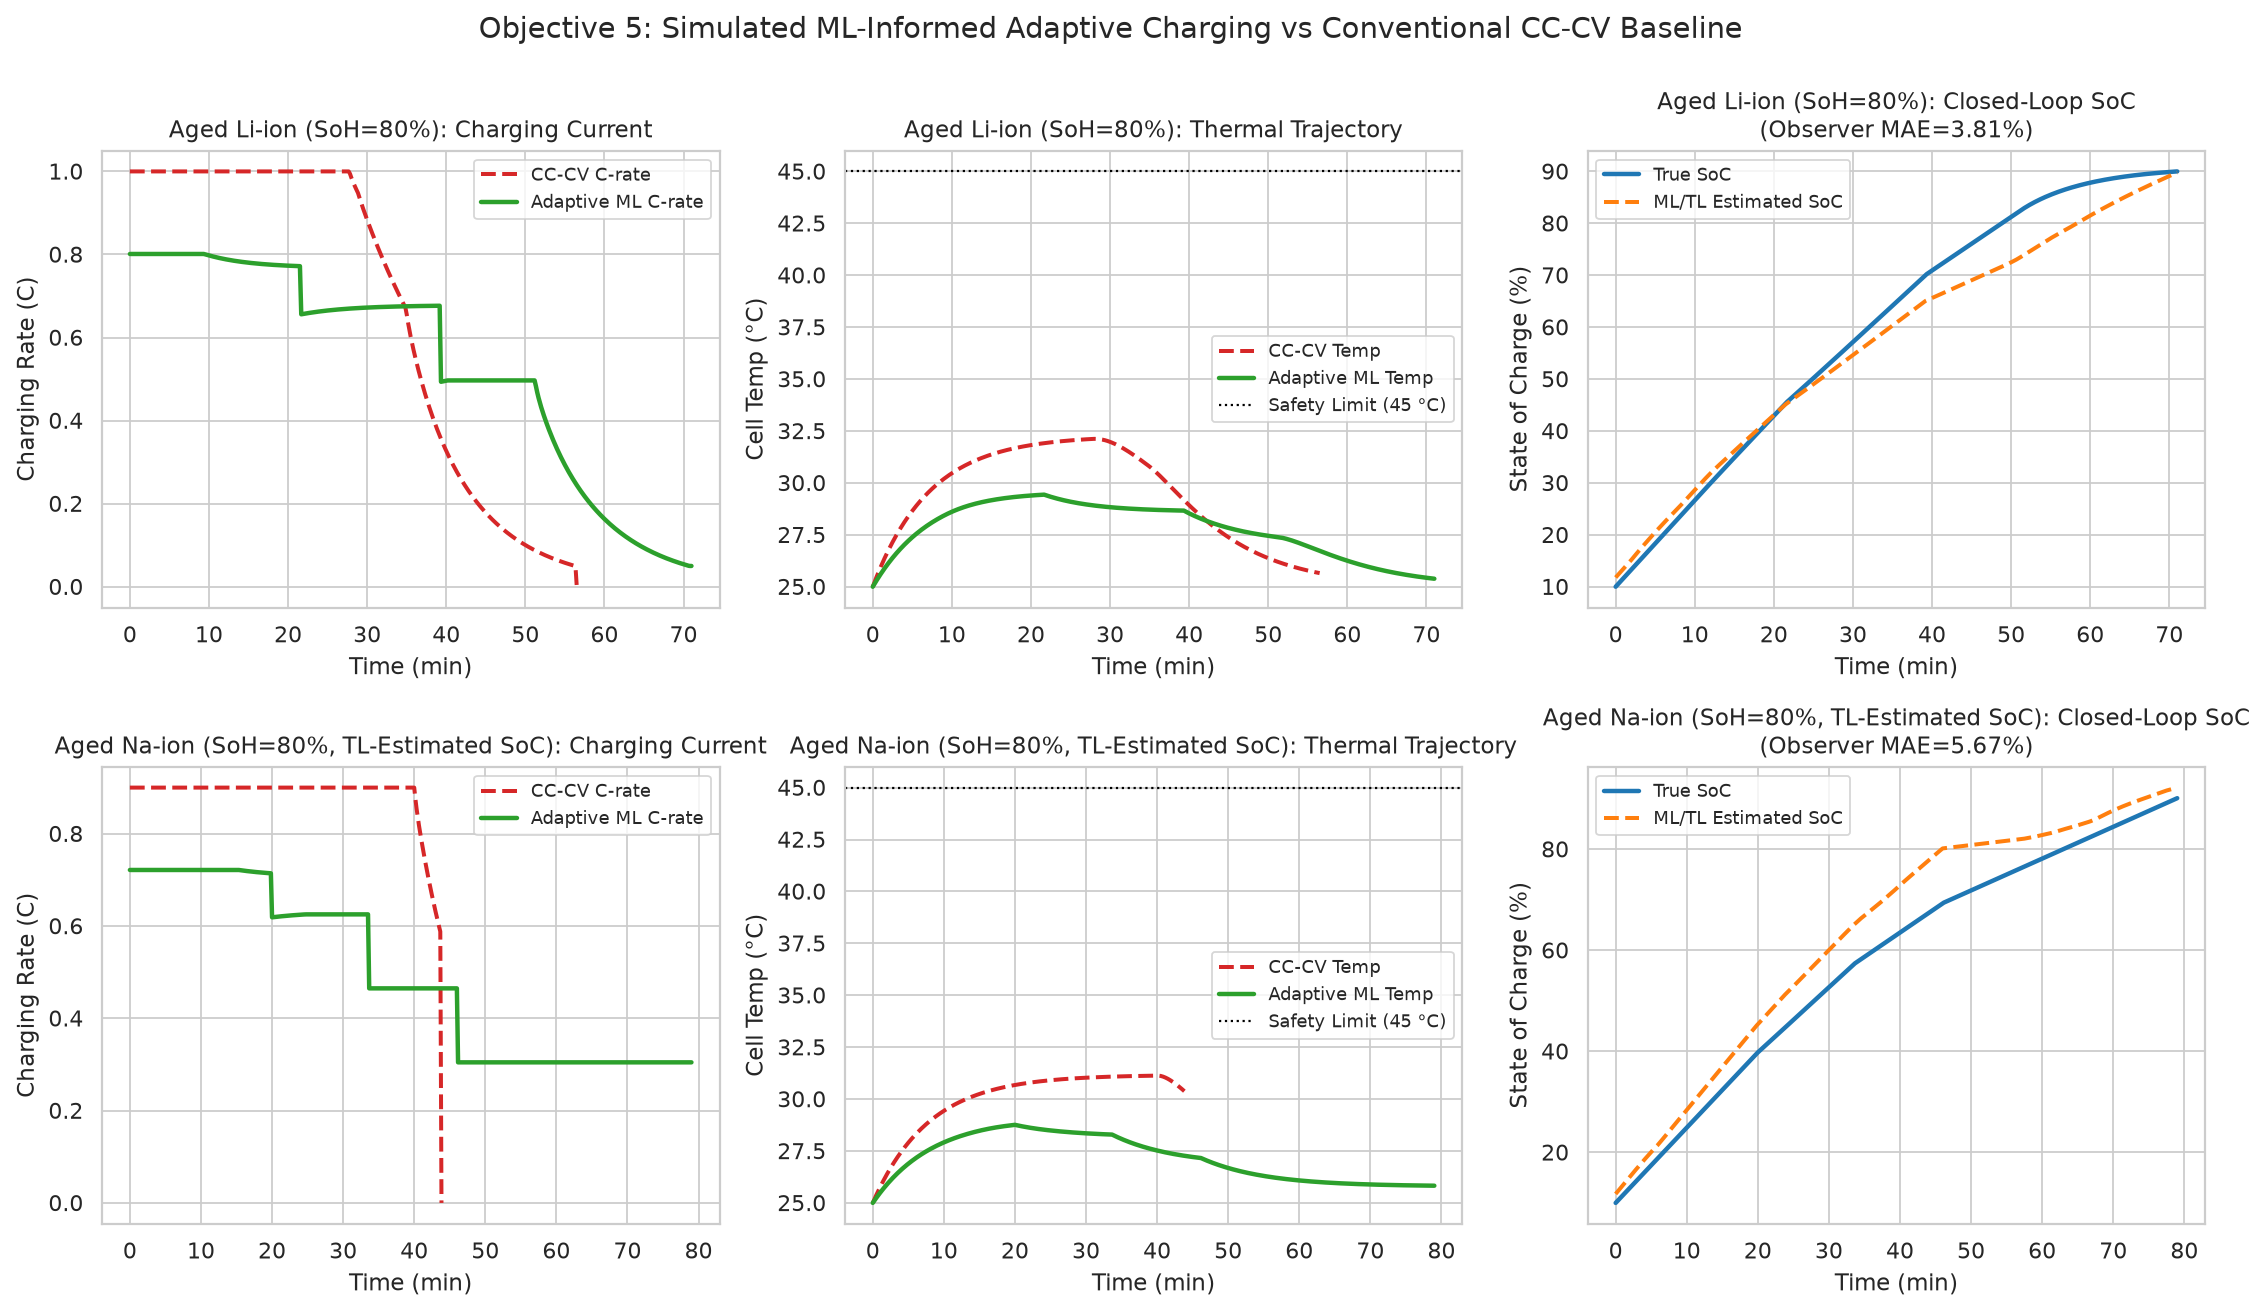 Objective 5: Simulated ML-Informed Adaptive Charging vs Conventional CC-CV Baseline
Aged Li-ion (SoH=80%): Charging Current
Charging Rate (C)
1.0
0.8
0.6
0.4
0.2
0.0
CC-CV C-rate
Adaptive ML C-rate
0 10 20 30 40 50 60 70
Time (min)
Aged Li-ion (SoH=80%): Thermal Trajectory
Cell Temp (°C)
45.0
42.5
40.0
37.5
35.0
32.5
30.0
27.5
25.0
CC-CV Temp
Adaptive ML Temp
Safety Limit (45 °C)
0 10 20 30 40 50 60 70
Time (min)
Aged Li-ion (SoH=80%): Closed-Loop SoC
(Observer MAE=3.81%)
State of Charge (%)
90
80
70
60
50
40
30
20
10
True SoC
ML/TL Estimated SoC
0 10 20 30 40 50 60 70
Time (min)
Aged Na-ion (SoH=80%, TL-Estimated SoC): Charging Current
Charging Rate (C)
0.8
0.6
0.4
0.2
0.0
CC-CV C-rate
Adaptive ML C-rate
0 10 20 30 40 50 60 70 80
Time (min)
Aged Na-ion (SoH=80%, TL-Estimated SoC): Thermal Trajectory
Cell Temp (°C)
45.0
42.5
40.0
37.5
35.0
32.5
30.0
27.5
25.0
CC-CV Temp
Adaptive ML Temp
Safety Limit (45 °C)
0 10 20 30 40 50 60 70 80
Time (min)
Aged Na-ion (SoH=80%, TL-Estimated SoC): Closed-Loop SoC
(Observer MAE=5.67%)
State of Charge (%)
80
60
40
20
True SoC
ML/TL Estimated SoC
0 10 20 30 40 50 60 70 80
Time (min)